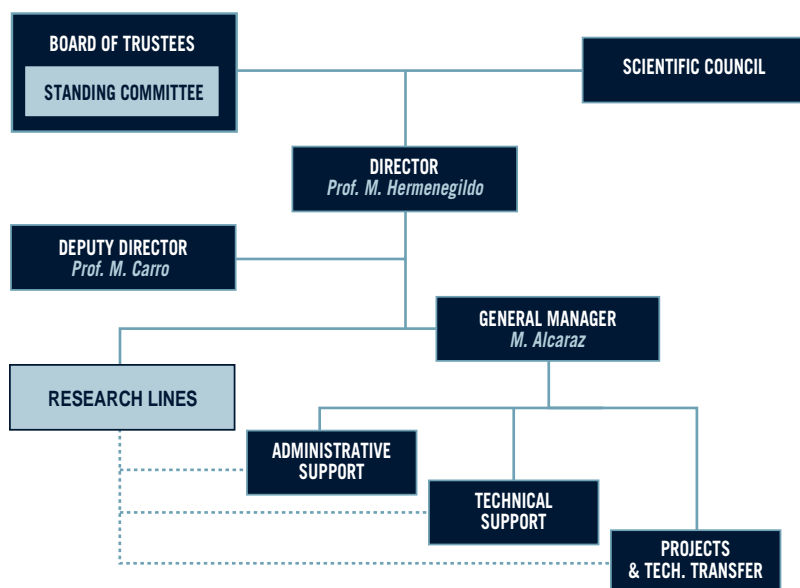 BOARD OF TRUSTEES
STANDING COMMITTEE
SCIENTIFIC COUNCIL
DIRECTOR
Prof. M. Hermenegildo
DEPUTY DIRECTOR
Prof. M. Carro
GENERAL MANAGER
M. Alcaraz
RESEARCH LINES
ADMINISTRATIVE
SUPPORT
TECHNICAL
SUPPORT
PROJECTS
& TECH. TRANSFER